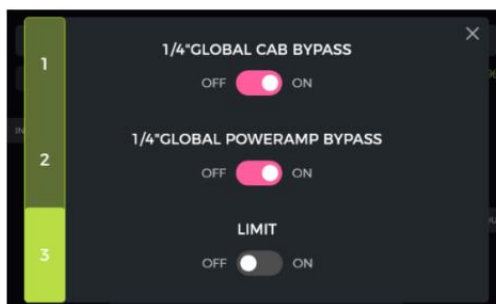 1/4"GLOBAL CAB BYPASS
1
OFF ON
1/4"GLOBAL POWERAMP BYPASS
2
OFF ON
LIMIT
3
OFF ON